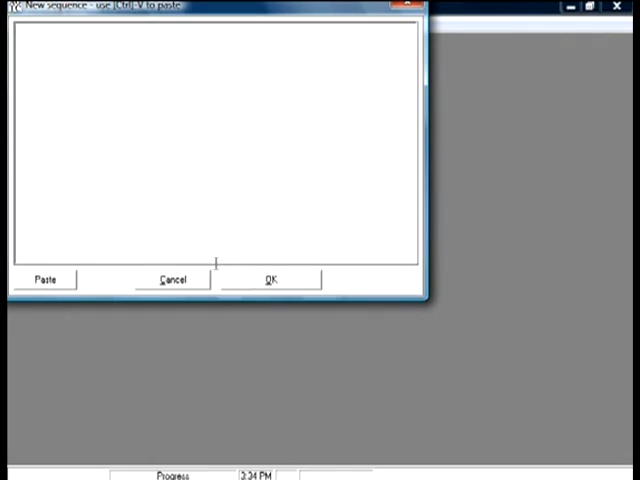 New sequence - use [Ctrl]-V to paste
Paste
Cancel
OK
Progress
3:34 PM